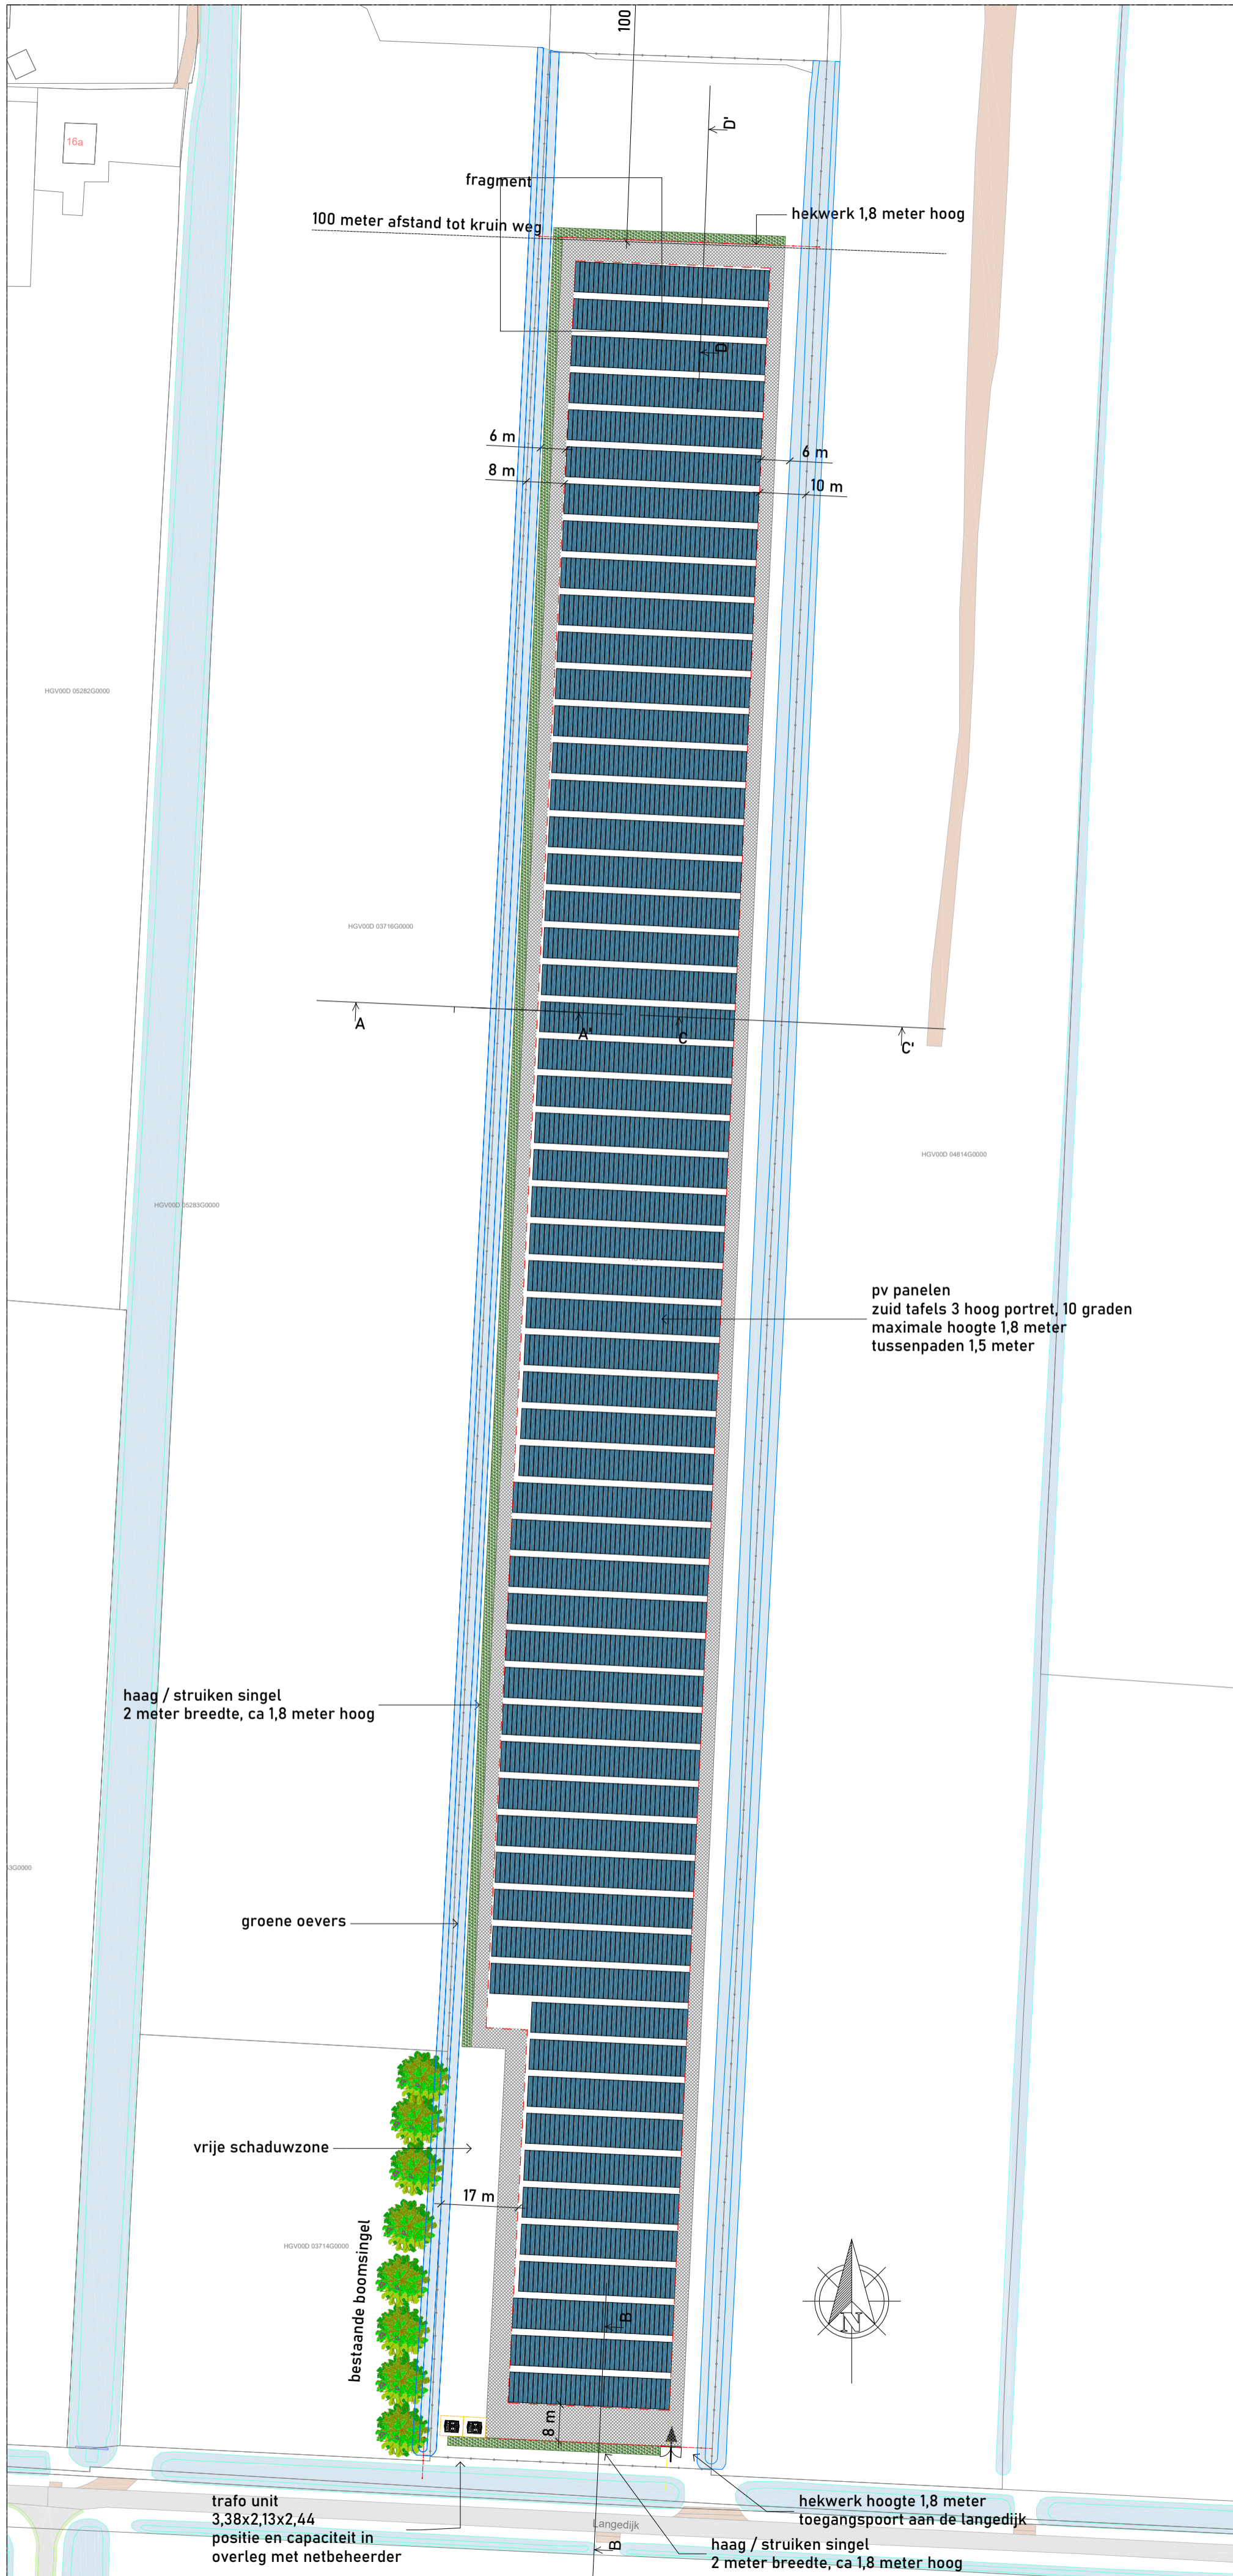 100
D'
16a
fragment
100 meter afstand tot kruin weg
hekwerk 1,8 meter hoog
D
6 m
6 m
8 m
10 m
HGV00D 05282G0000
HGV00D 03716G0000
A
A'
C
C'
HGV00D 04814G0000
HGV00D 05283G0000
pv panelen
zuid tafels 3 hoog portret, 10 graden
maximale hoogte 1,8 meter
tussenpaden 1,5 meter
haag / struiken singel
2 meter breedte, ca 1,8 meter hoog
3G0000
groene oevers
vrije schaduwzone
17 m
HGV00D 03714G0000
bestaande boomsingel
B
N
8 m
trafo unit
3,38x2,13x2,44
positie en capaciteit in
overleg met netbeheerder
Langedijk
hekwerk hoogte 1,8 meter
toegangspoort aan de langedijk
B
haag / struiken singel
2 meter breedte, ca 1,8 meter hoog